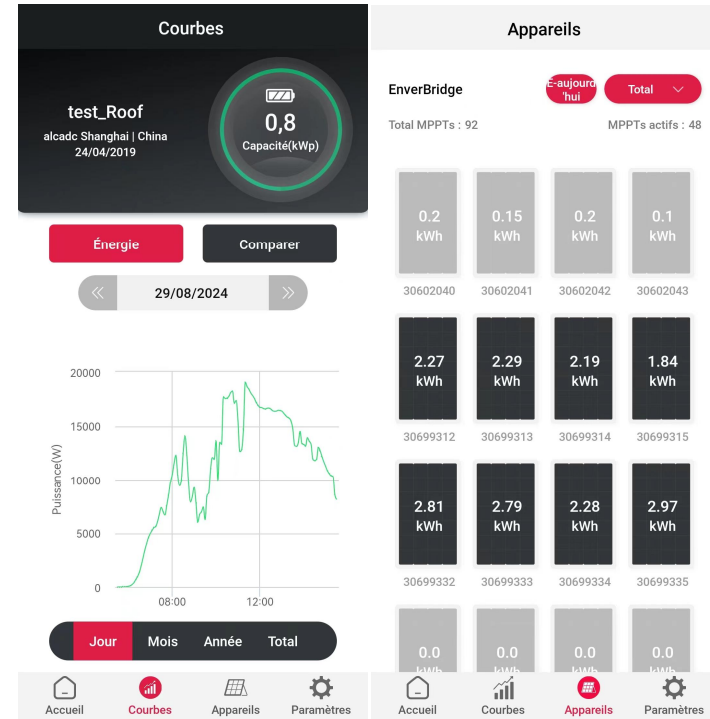 Courbes
test_Roof
alcadc Shanghai | China
24/04/2019
0,8
Capacité(kWp)
Énergie
Comparer
29/08/2024
Puissance(W)
20000
15000
10000
5000
0
08:00
12:00
Jour
Mois
Année
Total
Accueil
Courbes
Appareils
Paramètres
Appareils
EnverBridge
E-aujourd
'hui
Total
Total MPPTs : 92
MPPTs actifs : 48
0.2
kWh
0.15
kWh
0.2
kWh
0.1
kWh
30602040
30602041
30602042
30602043
2.27
kWh
2.29
kWh
2.19
kWh
1.84
kWh
30699312
30699313
30699314
30699315
2.81
kWh
2.79
kWh
2.28
kWh
2.97
kWh
30699332
30699333
30699334
30699335
0.0
kWh
0.0
kWh
0.0
kWh
0.0
kWh
Accueil
Courbes
Appareils
Paramètres